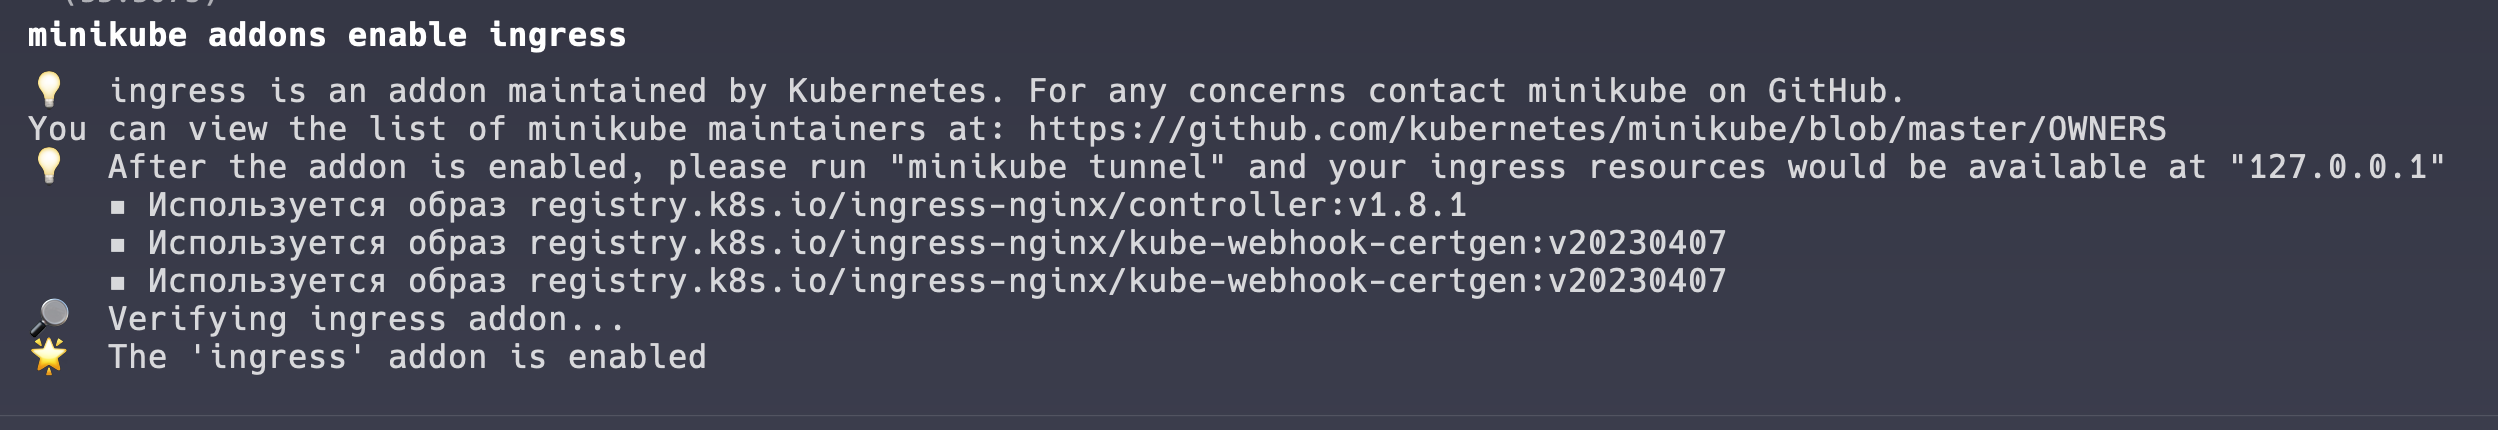 minikube addons enable ingress
💡 ingress is an addon maintained by Kubernetes. For any concerns contact minikube on GitHub.
You can view the list of minikube maintainers at: https://github.com/kubernetes/minikube/blob/master/OWNERS
💡 After the addon is enabled, please run "minikube tunnel" and your ingress resources would be available at "127.0.0.1"
▪ Используется образ registry.k8s.io/ingress-nginx/controller:v1.8.1
▪ Используется образ registry.k8s.io/ingress-nginx/kube-webhook-certgen:v20230407
▪ Используется образ registry.k8s.io/ingress-nginx/kube-webhook-certgen:v20230407
🔎 Verifying ingress addon...
🌟 The 'ingress' addon is enabled